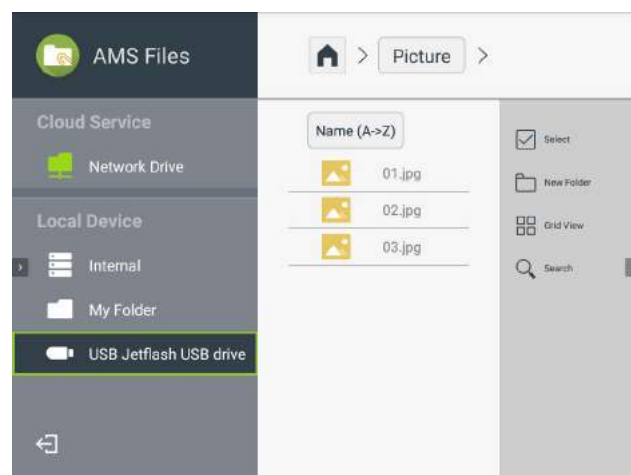 AMS Files
> Picture >
Cloud Service
Network Drive
Local Device
Internal
My Folder
USB Jetflash USB drive
Name (A->Z)
01.jpg
02.jpg
03.jpg
Select
New Folder
Grid View
Search